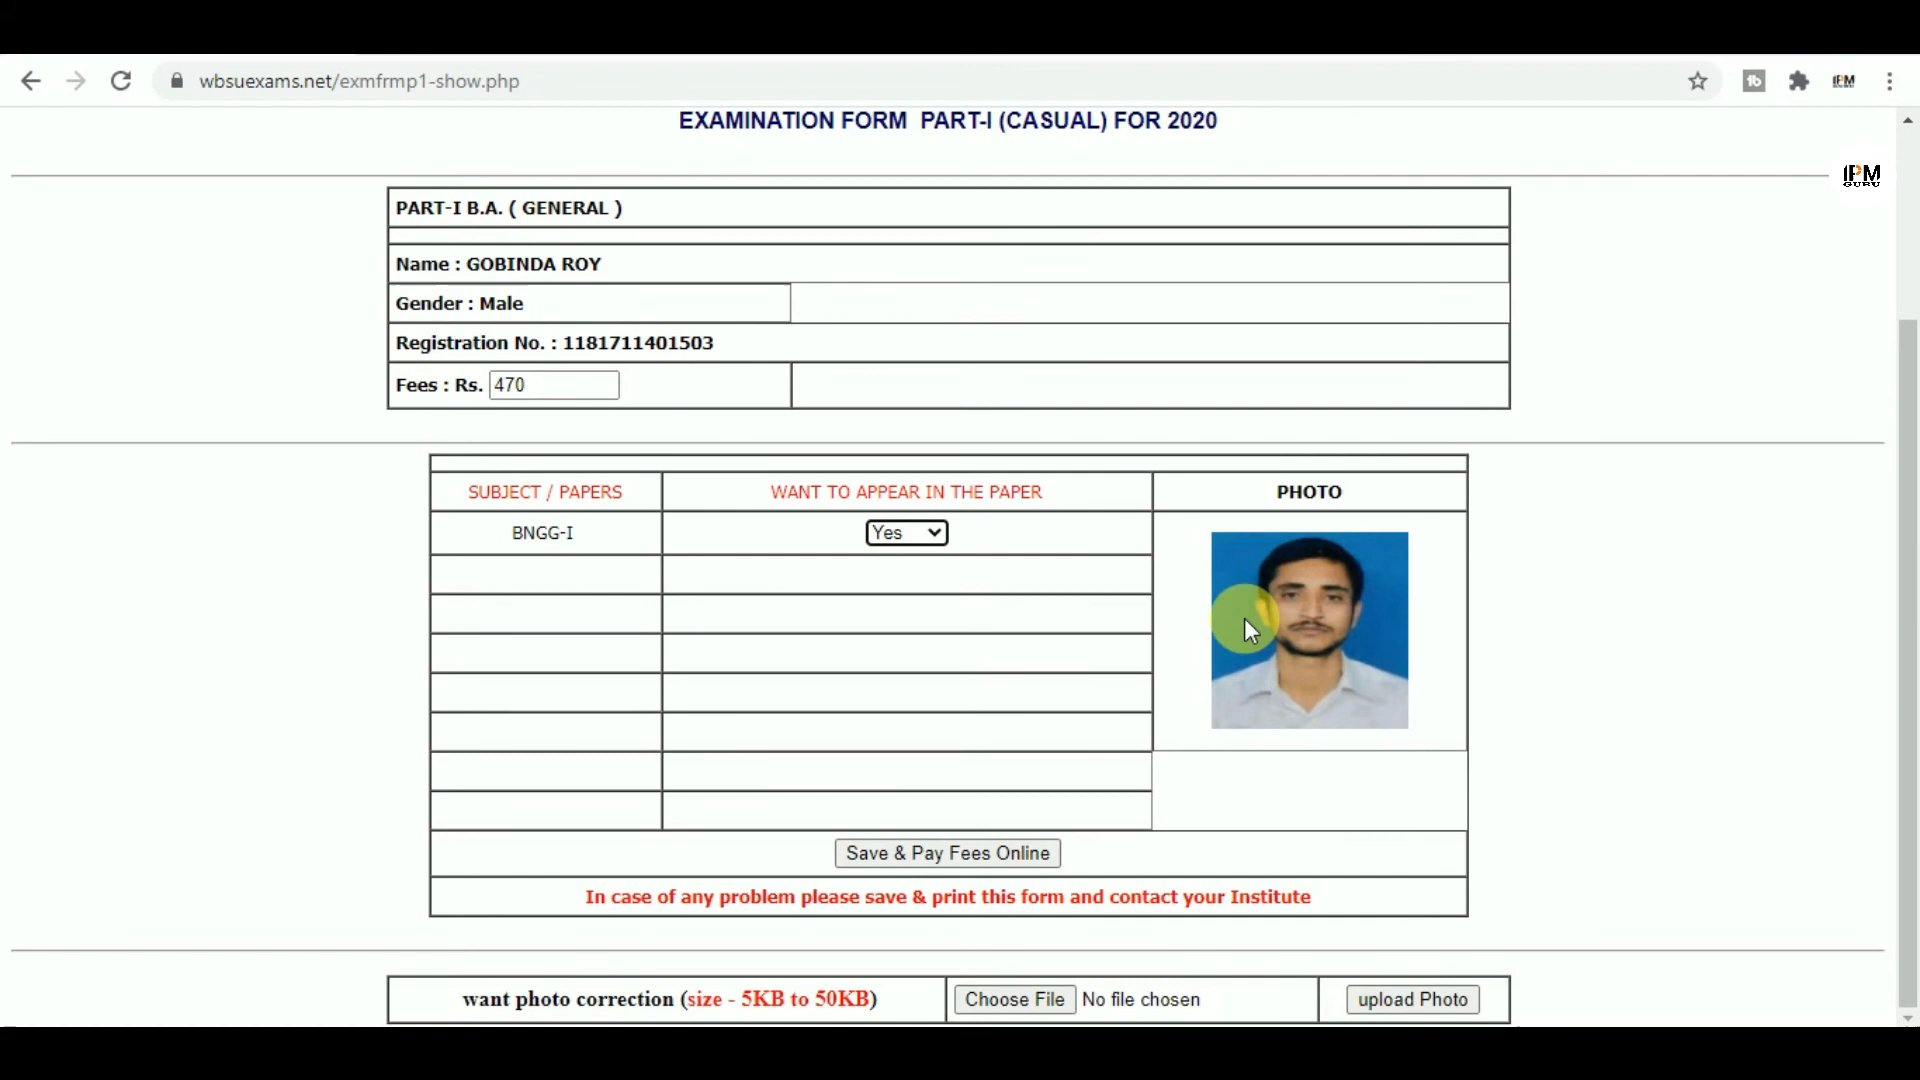 wbsuexams.net/exmfrmp1-show.php
IPM
EXAMINATION FORM PART-I (CASUAL) FOR 2020
IPM
GURU
PART-I B.A. ( GENERAL )
Name : GOBINDA ROY
Gender : Male
Registration No. : 1181711401503
Fees : Rs. 470
SUBJECT / PAPERS WANT TO APPEAR IN THE PAPER PHOTO
BNGG-I Yes
Save & Pay Fees Online
In case of any problem please save & print this form and contact your Institute
want photo correction (size - 5KB to 50KB) Choose File No file chosen upload Photo